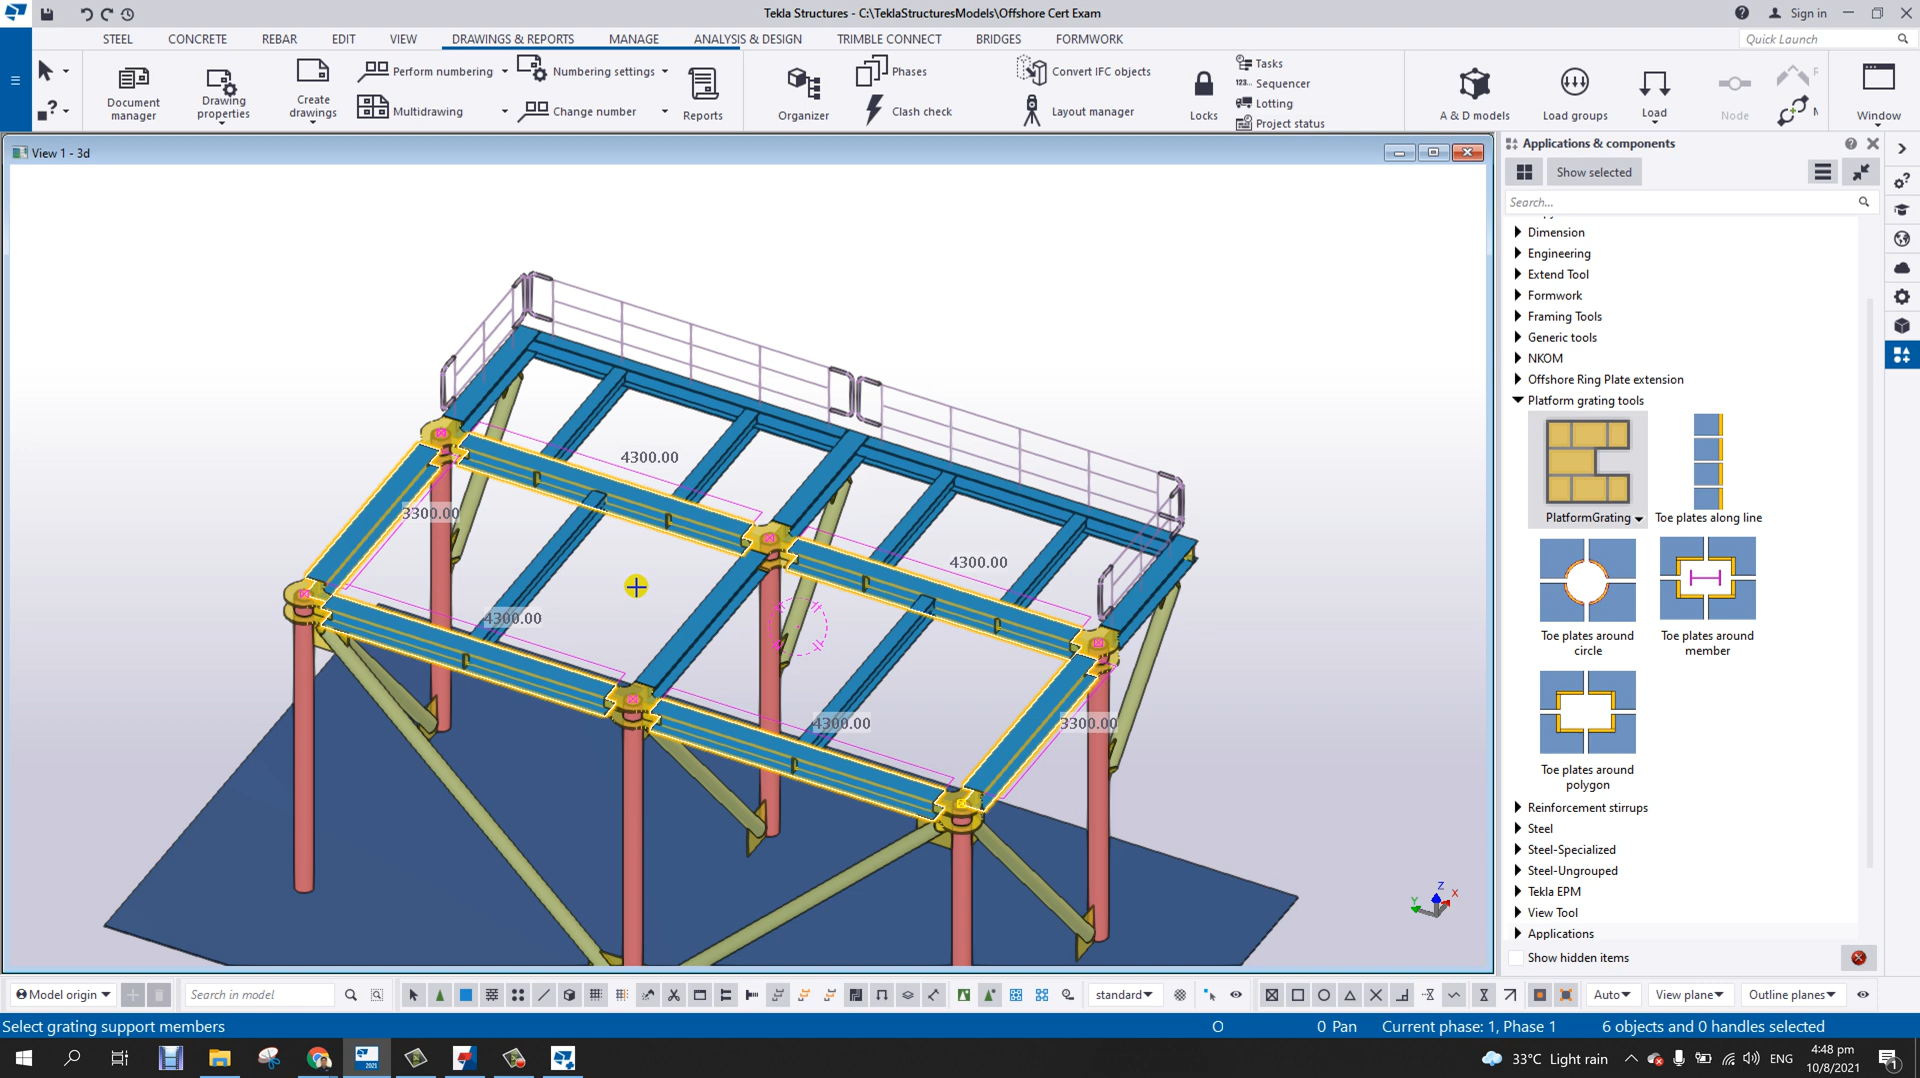 Tekla Structures - C:\TeklaStructuresModels\Offshore Cert Exam
Sign in
STEEL
CONCRETE
REBAR
EDIT
VIEW
DRAWINGS & REPORTS
MANAGE
ANALYSIS & DESIGN
TRIMBLE CONNECT
BRIDGES
FORMWORK
Quick Launch
Document manager
Drawing properties
Create drawings
Perform numbering
Multidrawing
Numbering settings
Change number
Reports
Organizer
Phases
Clash check
Convert IFC objects
Layout manager
Locks
Tasks
123... Sequencer
Lotting
Project status
A & D models
Load groups
Load
Node
Window
View 1 - 3d
4300.00
3300.00
4300.00
4300.00
4300.00
3300.00
Z
X
Y
Applications & components
Show selected
Search...
Dimension
Engineering
Extend Tool
Formwork
Framing Tools
Generic tools
NKOM
Offshore Ring Plate extension
Platform grating tools
PlatformGrating
Toe plates along line
Toe plates around circle
Toe plates around member
Toe plates around polygon
Reinforcement stirrups
Steel
Steel-Specialized
Steel-Ungrouped
Tekla EPM
View Tool
Applications
Show hidden items
Model origin
Search in model
standard
Auto
View plane
Outline planes
Select grating support members
O
0 Pan
Current phase: 1, Phase 1
6 objects and 0 handles selected
2021
33°C Light rain
ENG
4:48 pm
10/8/2021
1